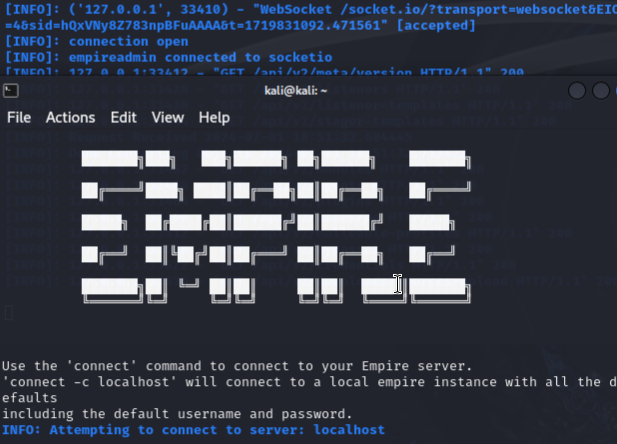 [INFO]: ('127.0.0.1', 33410) - "WebSocket /socket.io/?transport=websocket&EIO
=4&sid=hQxVNy8Z783npBFuAAAA&t=1719831092.471561" [accepted]
[INFO]: connection open
[INFO]: empireadmin connected to socketio
[INFO]: 127.0.0.1:33412 - "GET /api/v2/meta/version HTTP/1.1" 200
kali@kali: ~
File Actions Edit View Help
EMPIRE
Use the 'connect' command to connect to your Empire server.
'connect -c localhost' will connect to a local empire instance with all the d
efaults
including the default username and password.
INFO: Attempting to connect to server: localhost